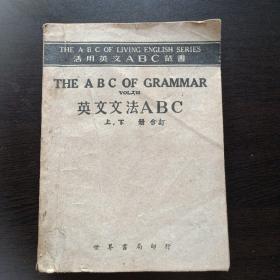 THE A B C OF LIVING ENGLISH SERIES
活用英文ABC叢書
THE A B C OF GRAMMAR
英文文法ABC
上,下 册合訂
世界書局印行